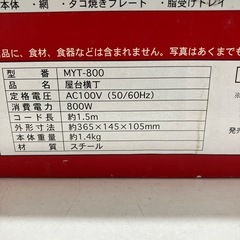 本体 ・網 ・タコ焼きプレート ・脂受けトレイ
品に、食材、食器などは含みません。写真はあくまで
型 番 MYT-800
品 名 屋台横丁
定格電圧 AC100V (50/60Hz)
消費電力 800W
コード長 約1.5m
外形寸法 約365×145×105mm
本体重量 約1.4kg
材 質 スチール